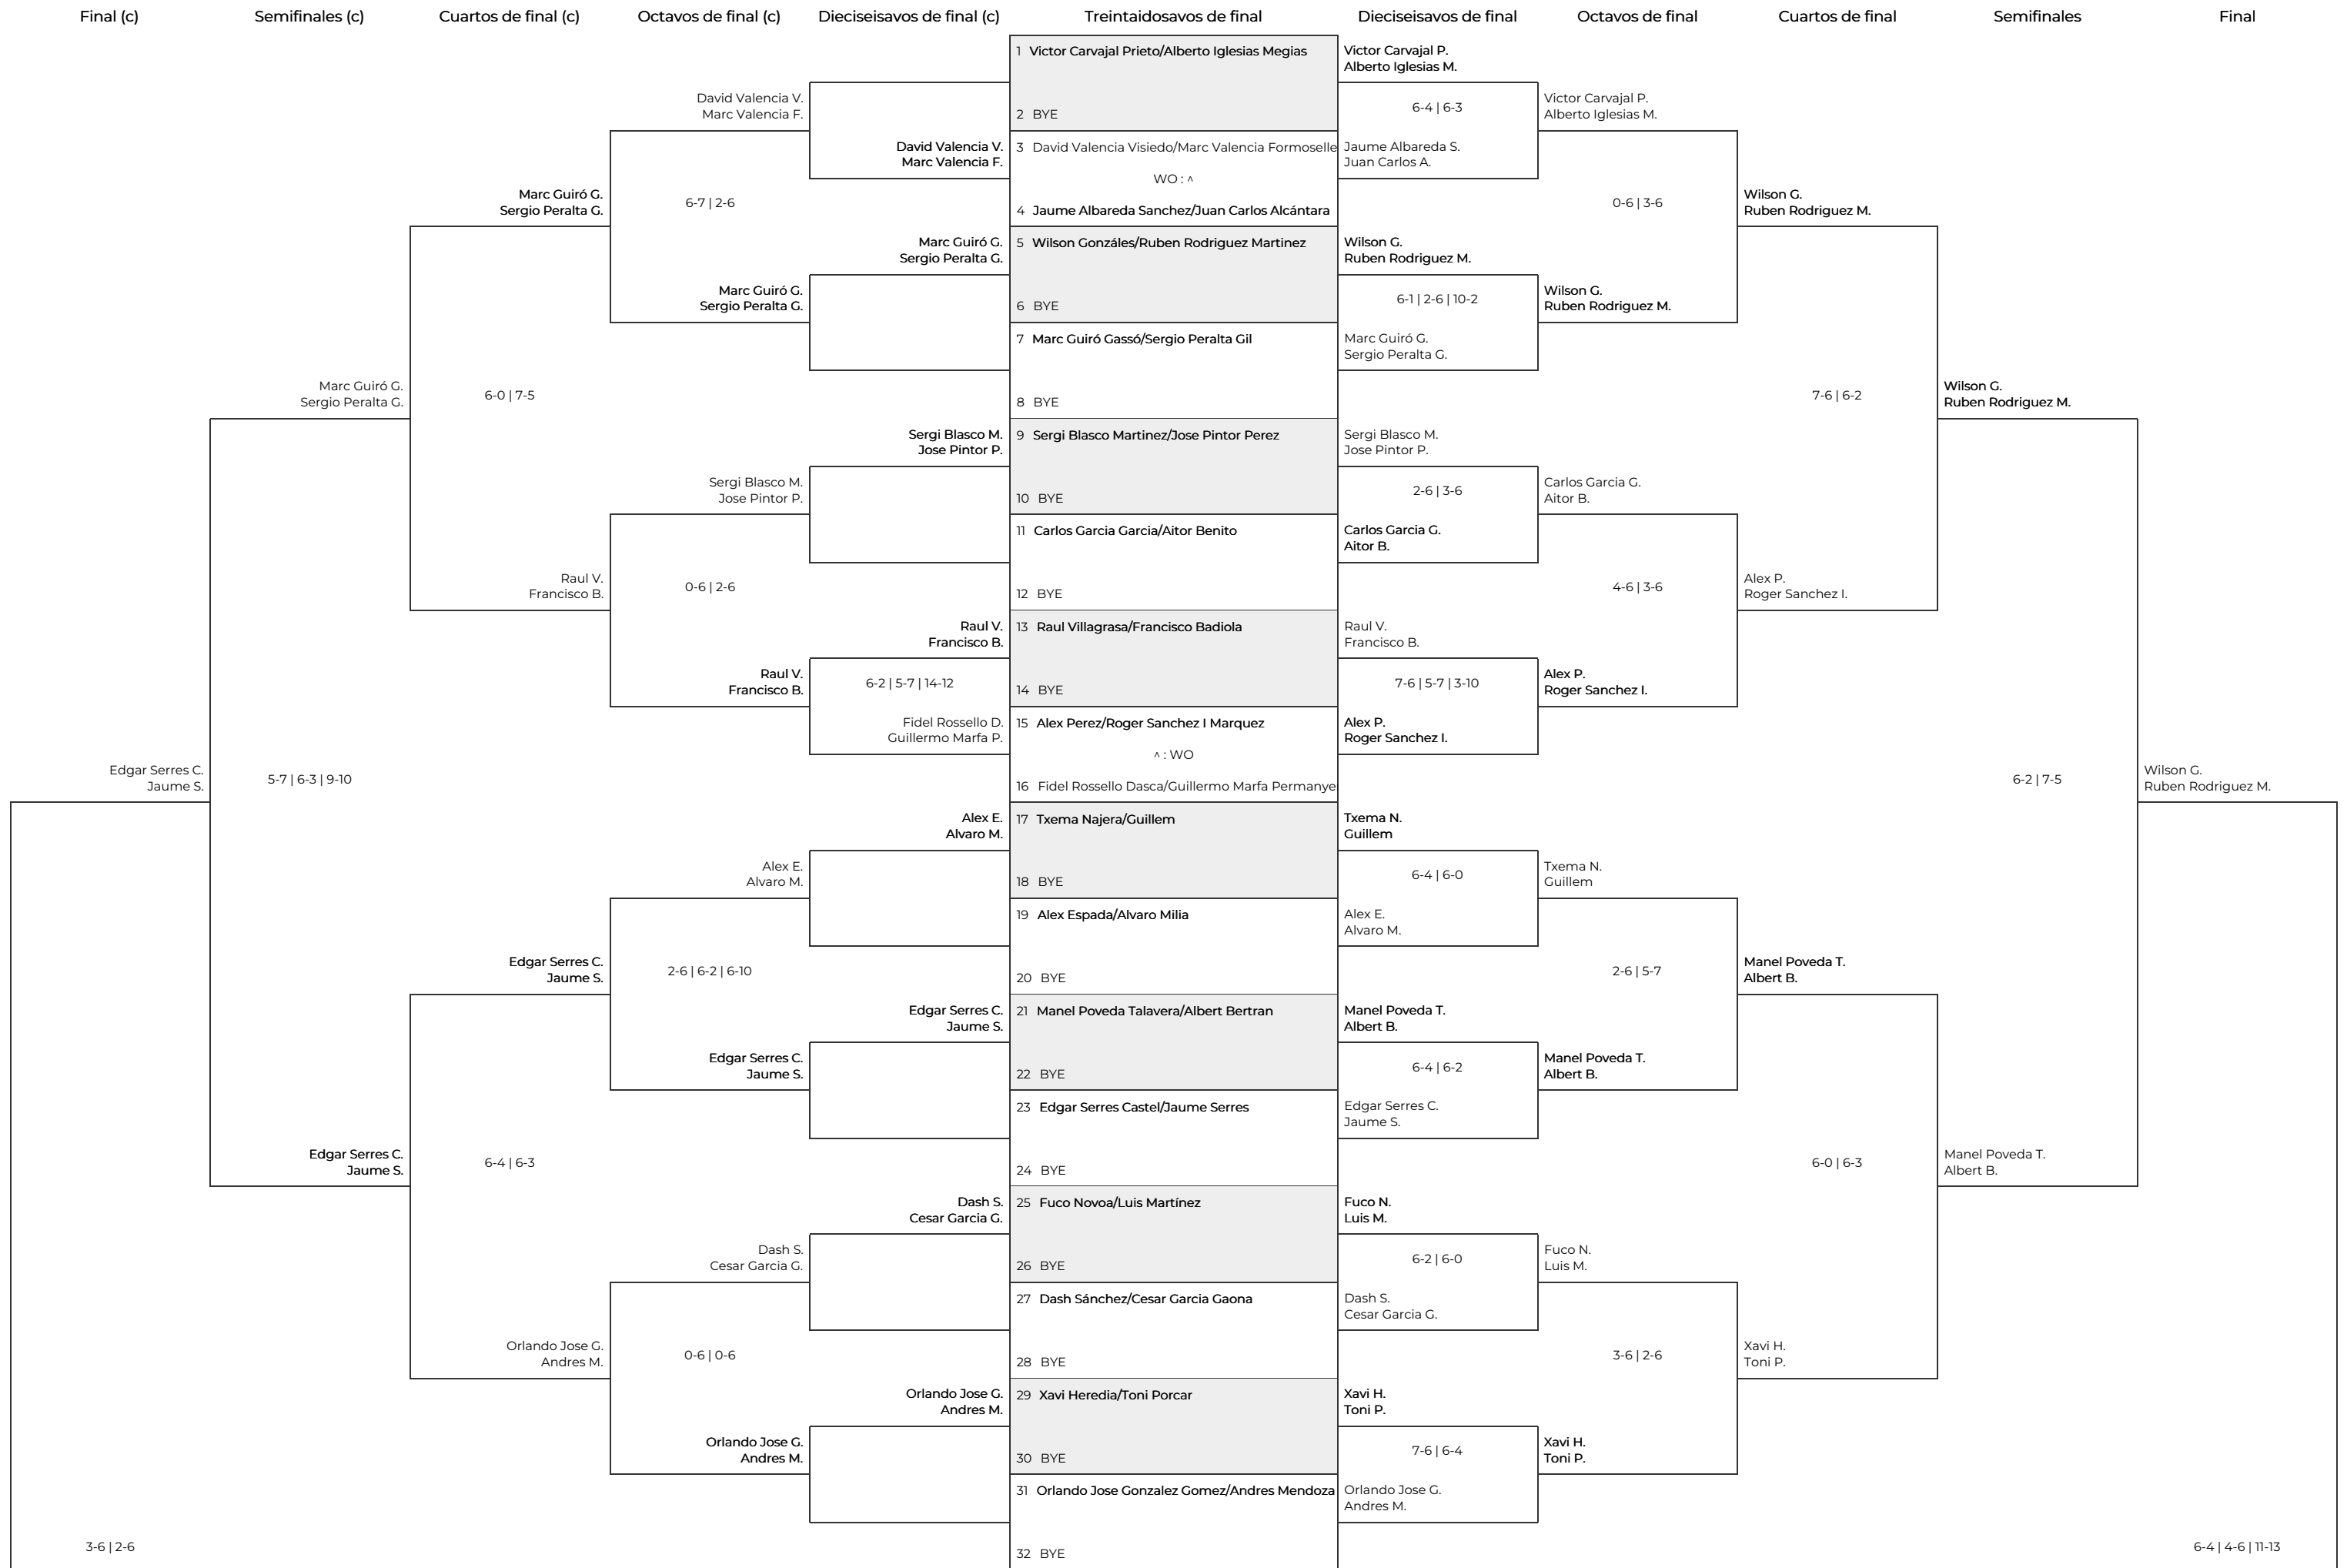 Final (c)
Semifinales (c)
Cuartos de final (c)
Octavos de final (c)
Dieciseisavos de final (c)
Treintaidosavos de final
Dieciseisavos de final
Octavos de final
Cuartos de final
Semifinales
Final
Edgar Serres C.
Jaume S.
3-6 | 2-6
Marc Guiró G.
Sergio Peralta G.
5-7 | 6-3 | 9-10
Edgar Serres C.
Jaume S.
Marc Guiró G.
Sergio Peralta G.
6-0 | 7-5
Raul V.
Francisco B.
Edgar Serres C.
Jaume S.
6-4 | 6-3
Orlando Jose G.
Andres M.
David Valencia V.
Marc Valencia F.
6-7 | 2-6
Marc Guiró G.
Sergio Peralta G.
Sergi Blasco M.
Jose Pintor P.
0-6 | 2-6
Raul V.
Francisco B.
Alex E.
Alvaro M.
2-6 | 6-2 | 6-10
Edgar Serres C.
Jaume S.
Dash S.
Cesar Garcia G.
0-6 | 0-6
Orlando Jose G.
Andres M.
David Valencia V.
Marc Valencia F.
Marc Guiró G.
Sergio Peralta G.
Sergi Blasco M.
Jose Pintor P.
Raul V.
Francisco B.
6-2 | 5-7 | 14-12
Fidel Rossello D.
Guillermo Marfa P.
Alex E.
Alvaro M.
Edgar Serres C.
Jaume S.
Dash S.
Cesar Garcia G.
Orlando Jose G.
Andres M.
1 Victor Carvajal Prieto/Alberto Iglesias Megias
2 BYE
3 David Valencia Visiedo/Marc Valencia Formoselle
WO : ^
4 Jaume Albareda Sanchez/Juan Carlos Alcántara
5 Wilson Gonzáles/Ruben Rodriguez Martinez
6 BYE
7 Marc Guiró Gassó/Sergio Peralta Gil
8 BYE
9 Sergi Blasco Martinez/Jose Pintor Perez
10 BYE
11 Carlos Garcia Garcia/Aitor Benito
12 BYE
13 Raul Villagrasa/Francisco Badiola
14 BYE
15 Alex Perez/Roger Sanchez I Marquez
^ : WO
16 Fidel Rossello Dasca/Guillermo Marfa Permanye
17 Txema Najera/Guillem
18 BYE
19 Alex Espada/Alvaro Milia
20 BYE
21 Manel Poveda Talavera/Albert Bertran
22 BYE
23 Edgar Serres Castel/Jaume Serres
24 BYE
25 Fuco Novoa/Luis Martínez
26 BYE
27 Dash Sánchez/Cesar Garcia Gaona
28 BYE
29 Xavi Heredia/Toni Porcar
30 BYE
31 Orlando Jose Gonzalez Gomez/Andres Mendoza
32 BYE
Victor Carvajal P.
Alberto Iglesias M.
6-4 | 6-3
Jaume Albareda S.
Juan Carlos A.
Wilson G.
Ruben Rodriguez M.
6-1 | 2-6 | 10-2
Marc Guiró G.
Sergio Peralta G.
Sergi Blasco M.
Jose Pintor P.
2-6 | 3-6
Carlos Garcia G.
Aitor B.
Raul V.
Francisco B.
7-6 | 5-7 | 3-10
Alex P.
Roger Sanchez I.
Txema N.
Guillem
6-4 | 6-0
Alex E.
Alvaro M.
Manel Poveda T.
Albert B.
6-4 | 6-2
Edgar Serres C.
Jaume S.
Fuco N.
Luis M.
6-2 | 6-0
Dash S.
Cesar Garcia G.
Xavi H.
Toni P.
7-6 | 6-4
Orlando Jose G.
Andres M.
Victor Carvajal P.
Alberto Iglesias M.
0-6 | 3-6
Wilson G.
Ruben Rodriguez M.
Carlos Garcia G.
Aitor B.
4-6 | 3-6
Alex P.
Roger Sanchez I.
Txema N.
Guillem
2-6 | 5-7
Manel Poveda T.
Albert B.
Fuco N.
Luis M.
3-6 | 2-6
Xavi H.
Toni P.
Wilson G.
Ruben Rodriguez M.
7-6 | 6-2
Alex P.
Roger Sanchez I.
Manel Poveda T.
Albert B.
6-0 | 6-3
Xavi H.
Toni P.
Wilson G.
Ruben Rodriguez M.
6-2 | 7-5
Manel Poveda T.
Albert B.
Wilson G.
Ruben Rodriguez M.
6-4 | 4-6 | 11-13